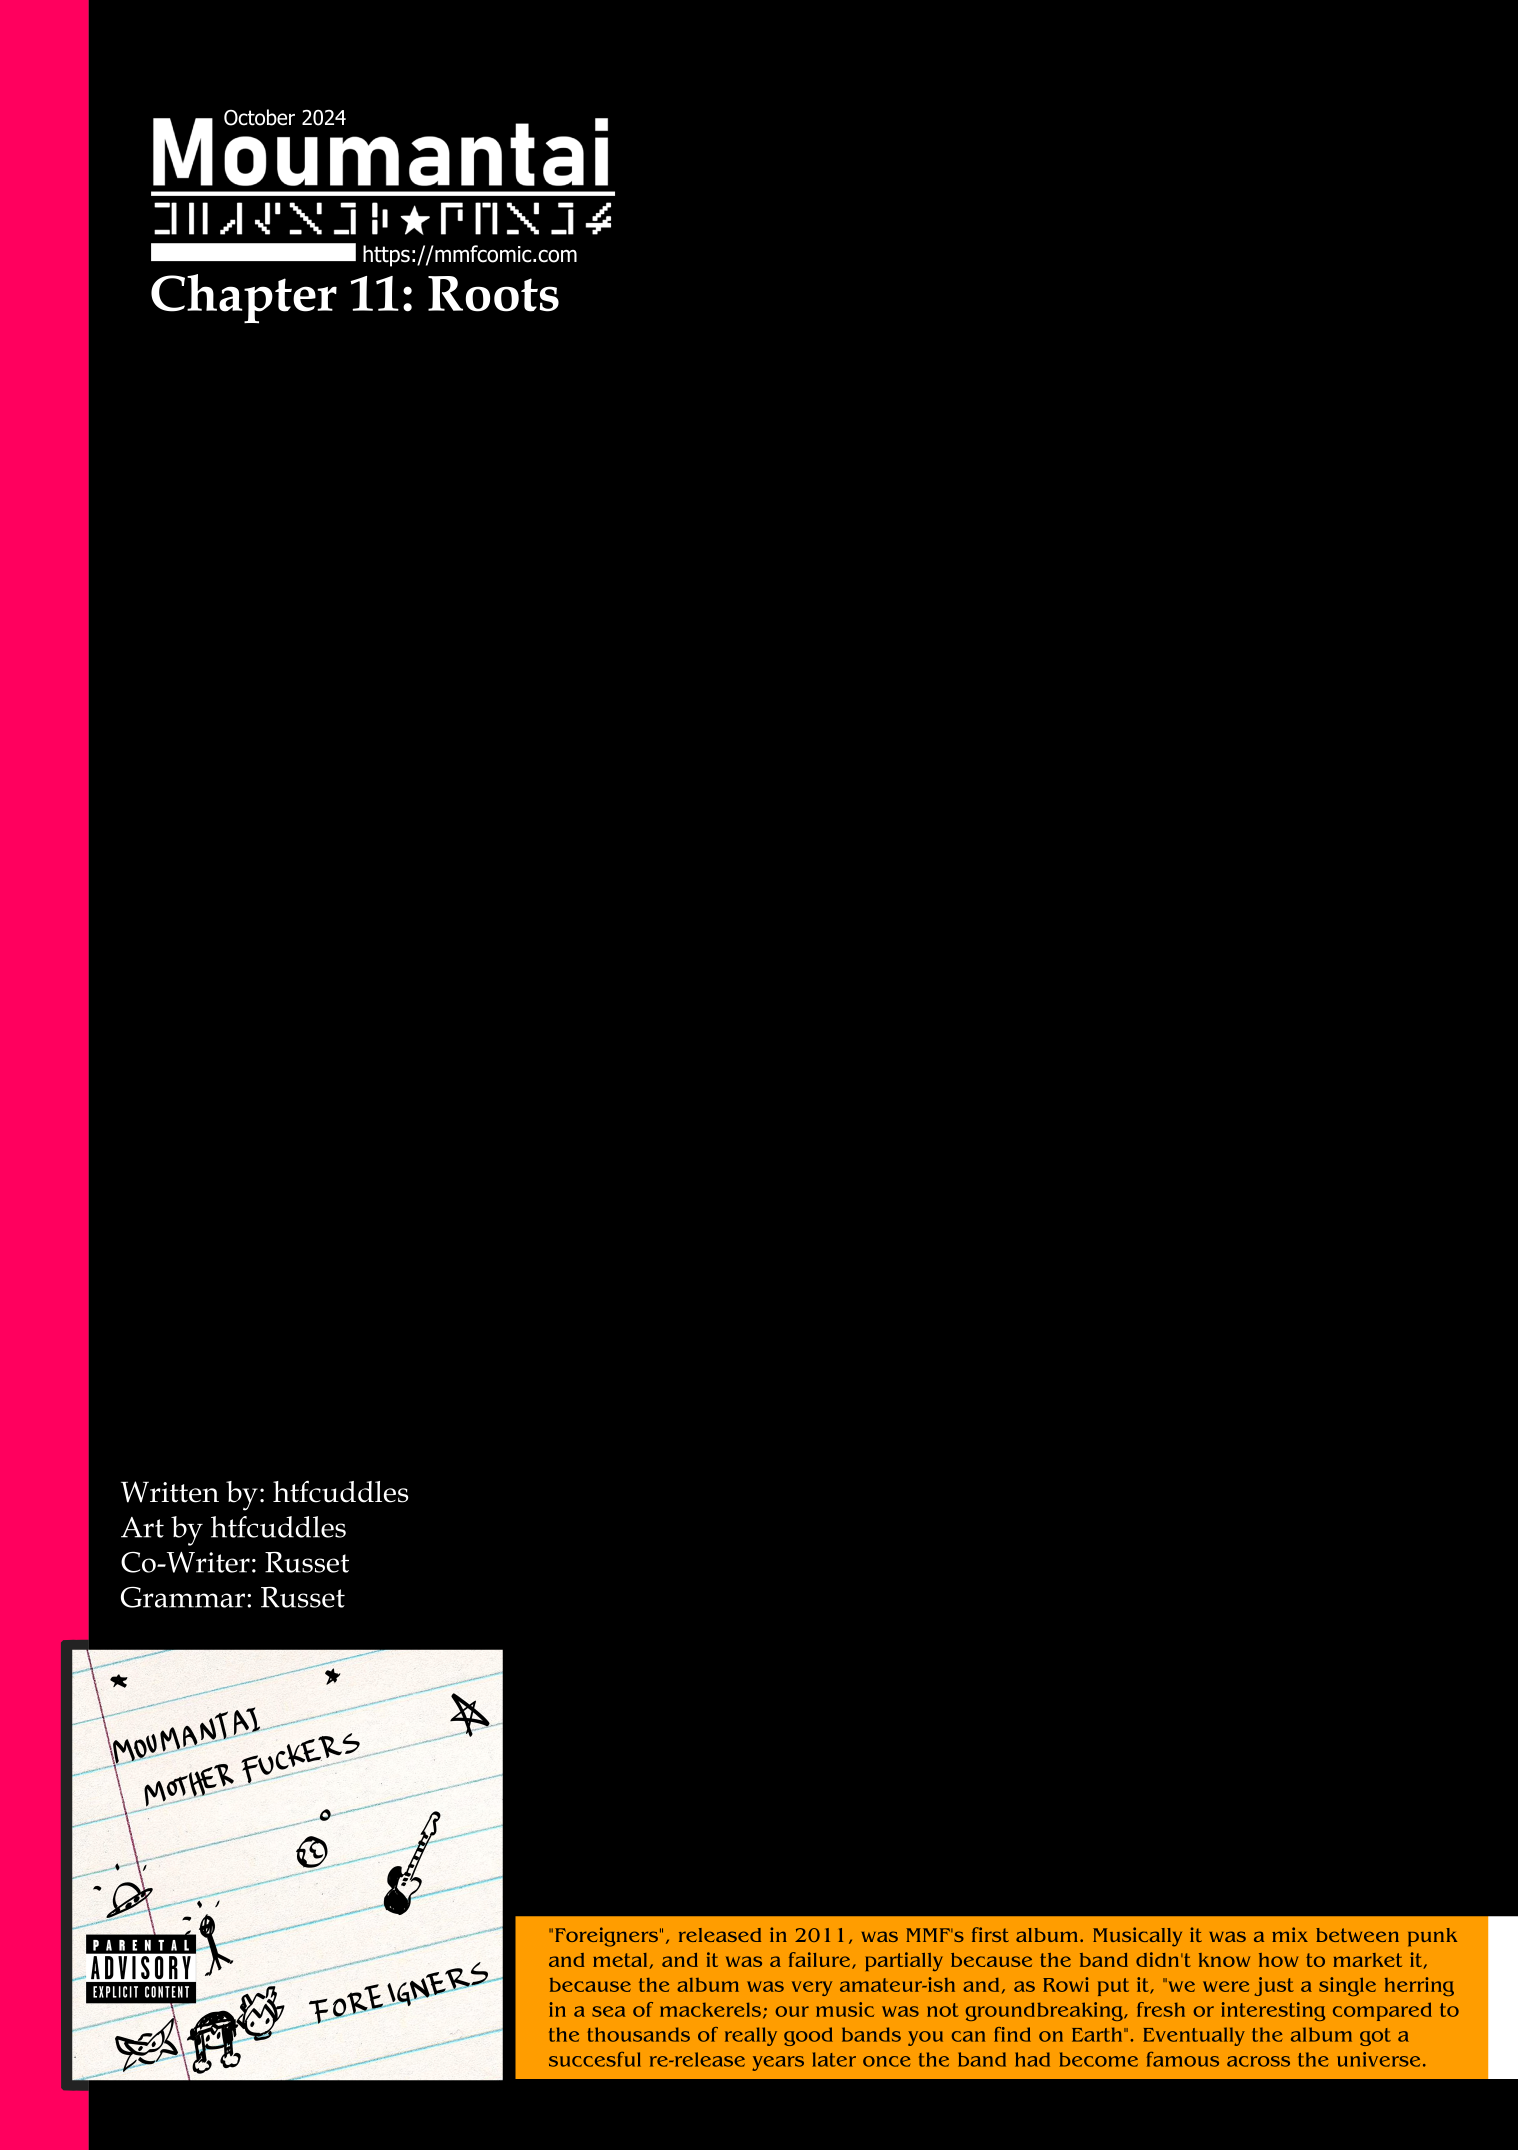 October 2024
Moumantai
https://mmfcomic.com
Chapter 11: Roots
Written by: htfcuddles
Art by htfcuddles
Co-Writer: Russet
Grammar: Russet
MOUMANTAI
MOTHER FUCKERS
PARENTAL
ADVISORY
EXPLICIT CONTENT
FOREIGNERS
"Foreigners", released in 2011, was MMF's first album. Musically it was a mix between punk
and metal, and it was a failure, partially because the band didn't know how to market it,
because the album was very amateur-ish and, as Rowi put it, "we were just a single herring
in a sea of mackerels; our music was not groundbreaking, fresh or interesting compared to
the thousands of really good bands you can find on Earth". Eventually the album got a
succesful re-release years later once the band had become famous across the universe.